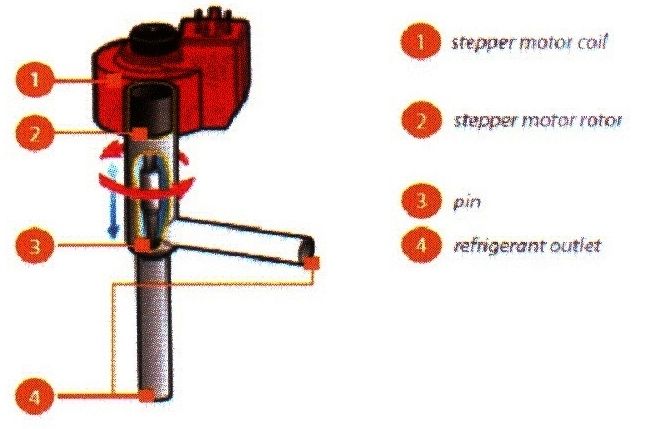 1 stepper motor coil
1
2 stepper motor rotor
2
3 pin
3 4 refrigerant outlet
4